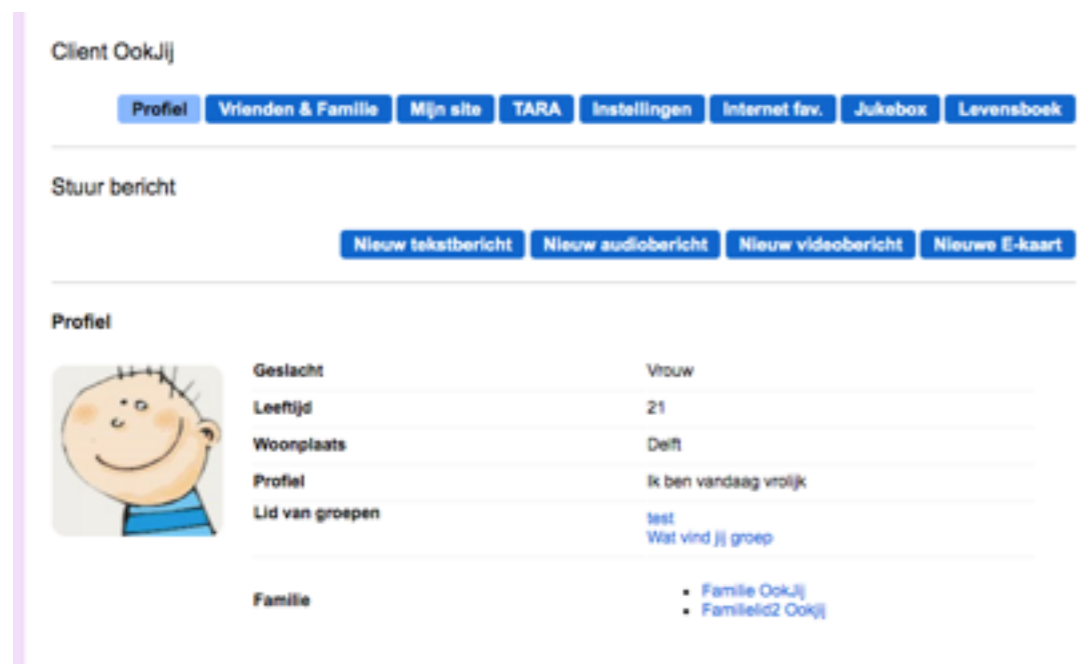 Client OokJij
Profiel Vrienden & Familie Mijn site TARA Instellingen Internet fav. Jukebox Levensboek
Stuur bericht
Nieuw tekstbericht Nieuw audiobericht Nieuw videobericht Nieuwe E-kaart
Profiel
Geslacht Vrouw
Leeftijd 21
Woonplaats Delft
Profiel Ik ben vandaag vrolijk
Lid van groepen test
Wat vind jij groep
Familie OokJij
Familie
Familielid2 Ookjij